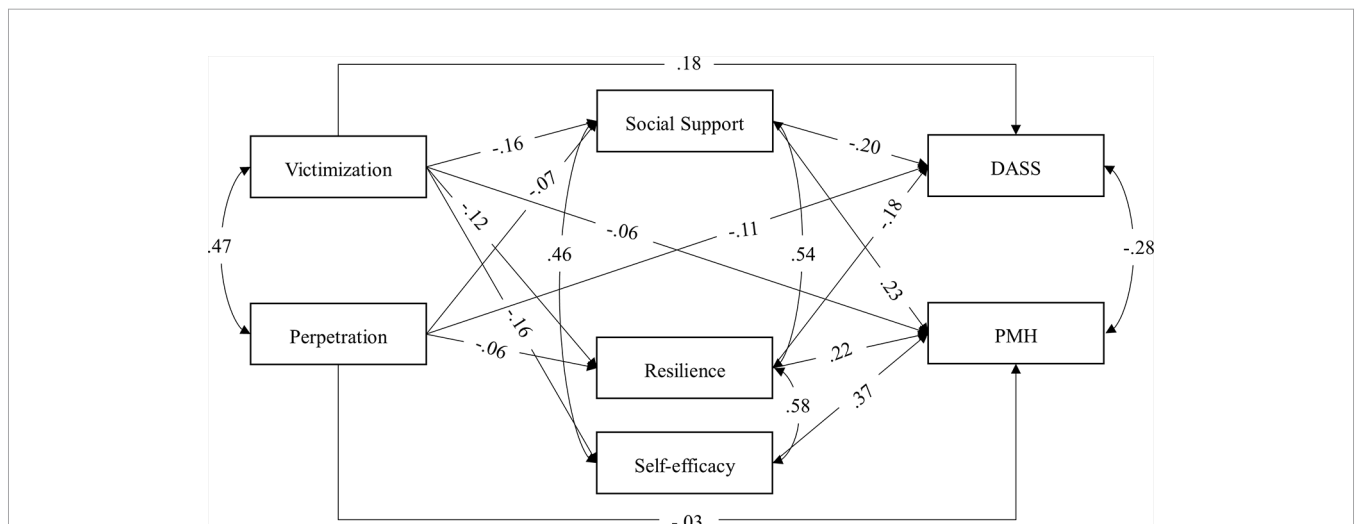 .18
Social Support
-.16
-.20
Victimization
DASS
-.07
-.12
-.18
-.06
-.11
.47
.46
.54
-.28
.23
-.16
Perpetration
PMH
-.06
.22
Resilience
.37
.58
Self-efficacy
-.03